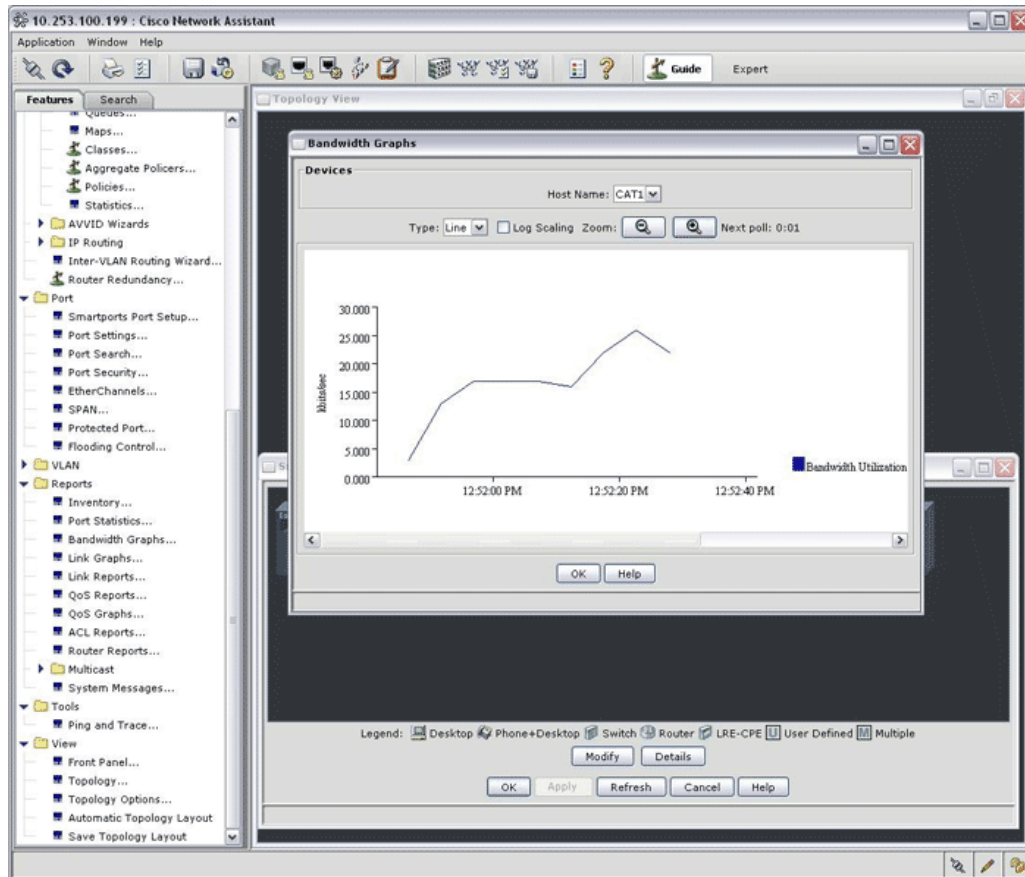 10.253.100.199 : Cisco Network Assistant
Application Window Help
Guide Expert
Features Search
Queues...
Maps...
Classes...
Aggregate Policers...
Policies...
Statistics...
AVVID Wizards
IP Routing
Inter-VLAN Routing Wizard...
Router Redundancy...
Port
Smartports Port Setup...
Port Settings...
Port Search...
Port Security...
EtherChannels...
SPAN...
Protected Port...
Flooding Control...
VLAN
Reports
Inventory...
Port Statistics...
Bandwidth Graphs...
Link Graphs...
Link Reports...
QoS Reports...
QoS Graphs...
ACL Reports...
Router Reports...
Multicast
System Messages...
Tools
Ping and Trace...
View
Front Panel...
Topology...
Topology Options...
Automatic Topology Layout
Save Topology Layout
Topology View
Bandwidth Graphs
Devices
Host Name: CAT1
Type: Line Log Scaling Zoom: Next poll: 0:01
30.000
25.000
20.000
15.000
10.000
5.000
0.000
kbits/sec
12:52:00 PM 12:52:20 PM 12:52:40 PM
Bandwidth Utilization
OK Help
Legend: Desktop Phone+Desktop Switch Router LRE-CPE U User Defined M Multiple
Modify Details
OK Apply Refresh Cancel Help